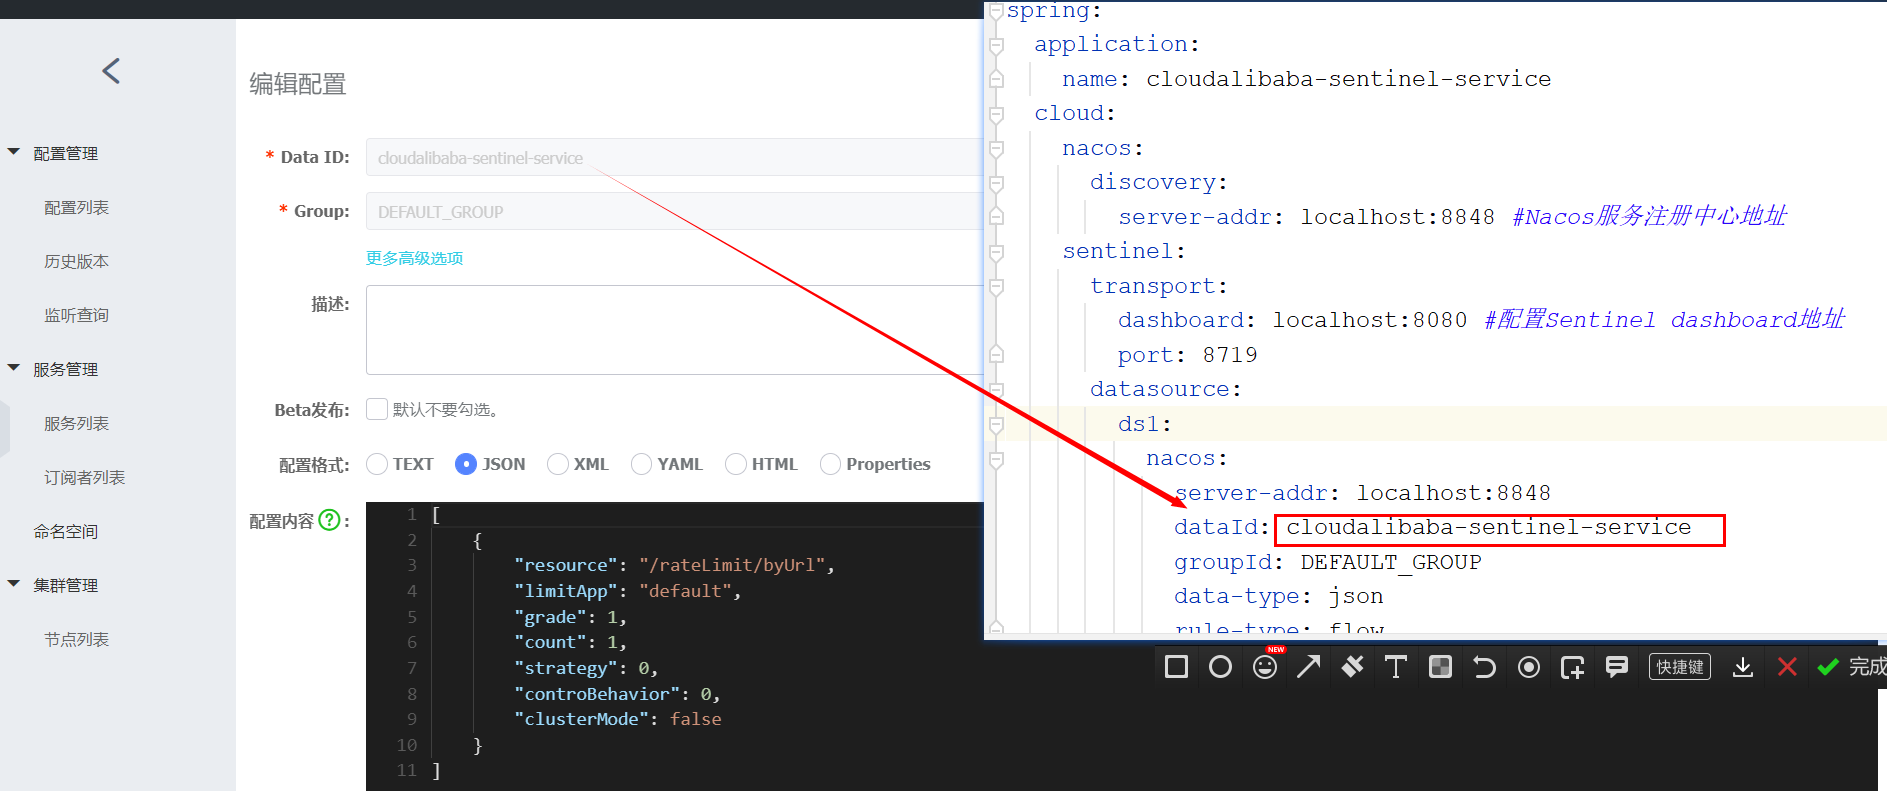 编辑配置
配置管理
配置列表
历史版本
监听查询
服务管理
服务列表
订阅者列表
命名空间
集群管理
节点列表
* Data ID: cloudalibaba-sentinel-service
* Group: DEFAULT_GROUP
更多高级选项
描述:
Beta发布: 默认不要勾选。
配置格式: TEXT JSON XML YAML HTML Properties
配置内容 ? :
1 [
2 {
3 "resource": "/rateLimit/byUrl",
4 "limitApp": "default",
5 "grade": 1,
6 "count": 1,
7 "strategy": 0,
8 "controBehavior": 0,
9 "clusterMode": false
10 }
11 ]
spring:
application:
name: cloudalibaba-sentinel-service
cloud:
nacos:
discovery:
server-addr: localhost:8848 #Nacos服务注册中心地址
sentinel:
transport:
dashboard: localhost:8080 #配置Sentinel dashboard地址
port: 8719
datasource:
ds1:
nacos:
server-addr: localhost:8848
dataId: cloudalibaba-sentinel-service
groupId: DEFAULT_GROUP
data-type: json
rule-type: flow
NEW
T 快捷键 完成